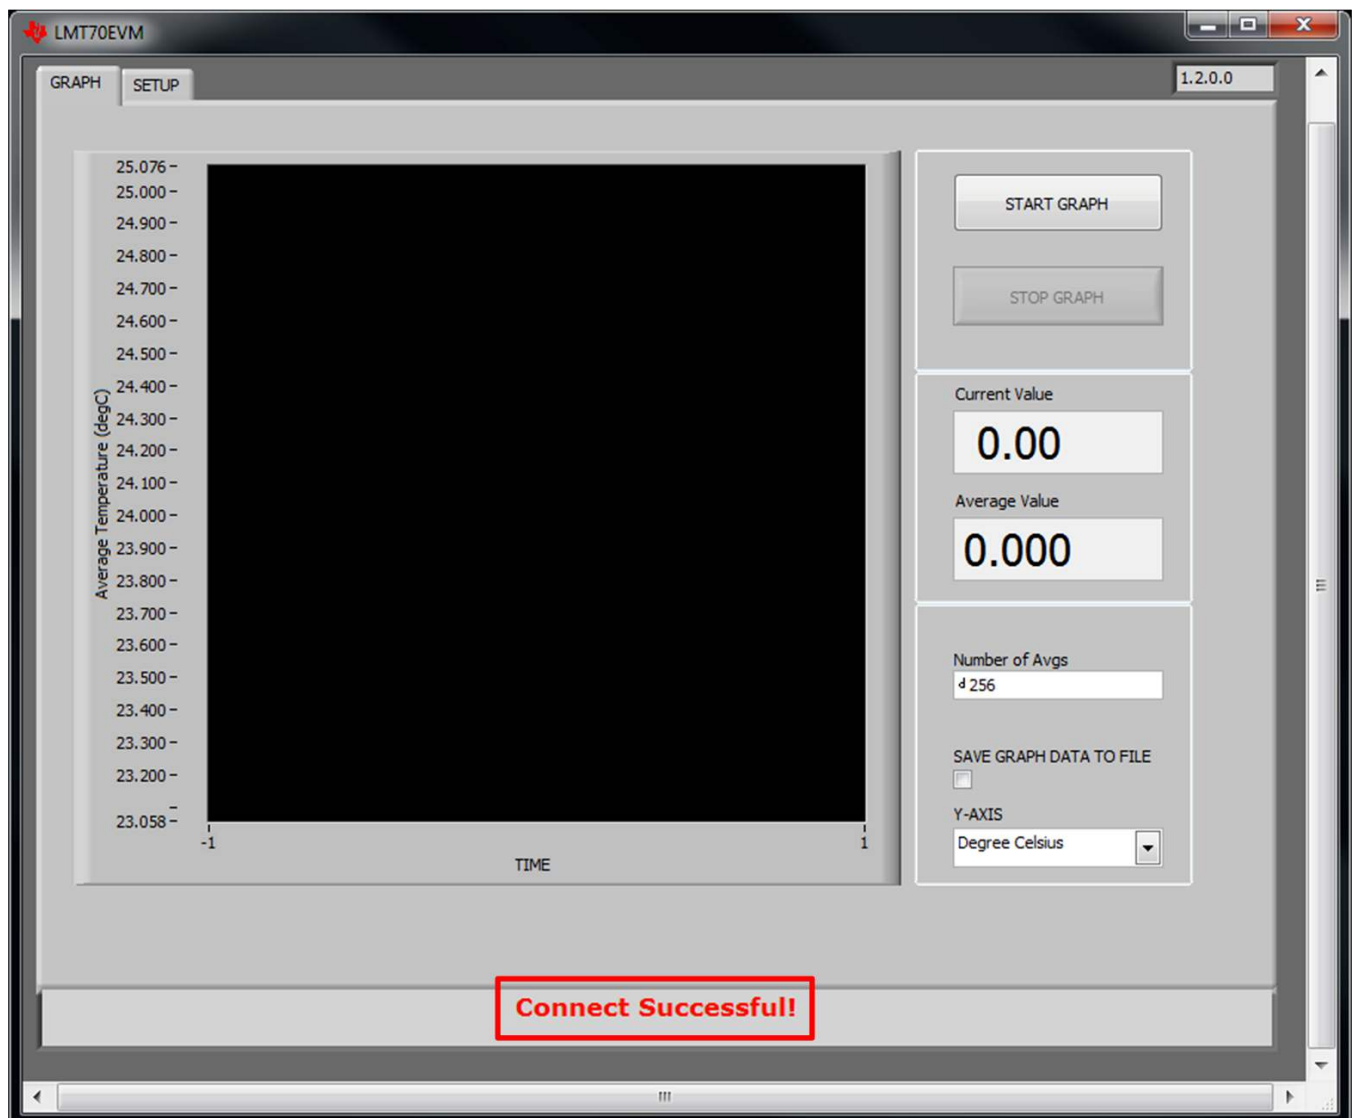 LMT70EVM
GRAPH
SETUP
1.2.0.0
25.076
25.000
24.900
24.800
24.700
24.600
24.500
24.400
24.300
24.200
24.100
24.000
23.900
23.800
23.700
23.600
23.500
23.400
23.300
23.200
23.058
Average Temperature (degC)
-1
1
TIME
START GRAPH
STOP GRAPH
Current Value
0.00
Average Value
0.000
Number of Avgs
d 256
SAVE GRAPH DATA TO FILE
Y-AXIS
Degree Celsius
Connect Successful!